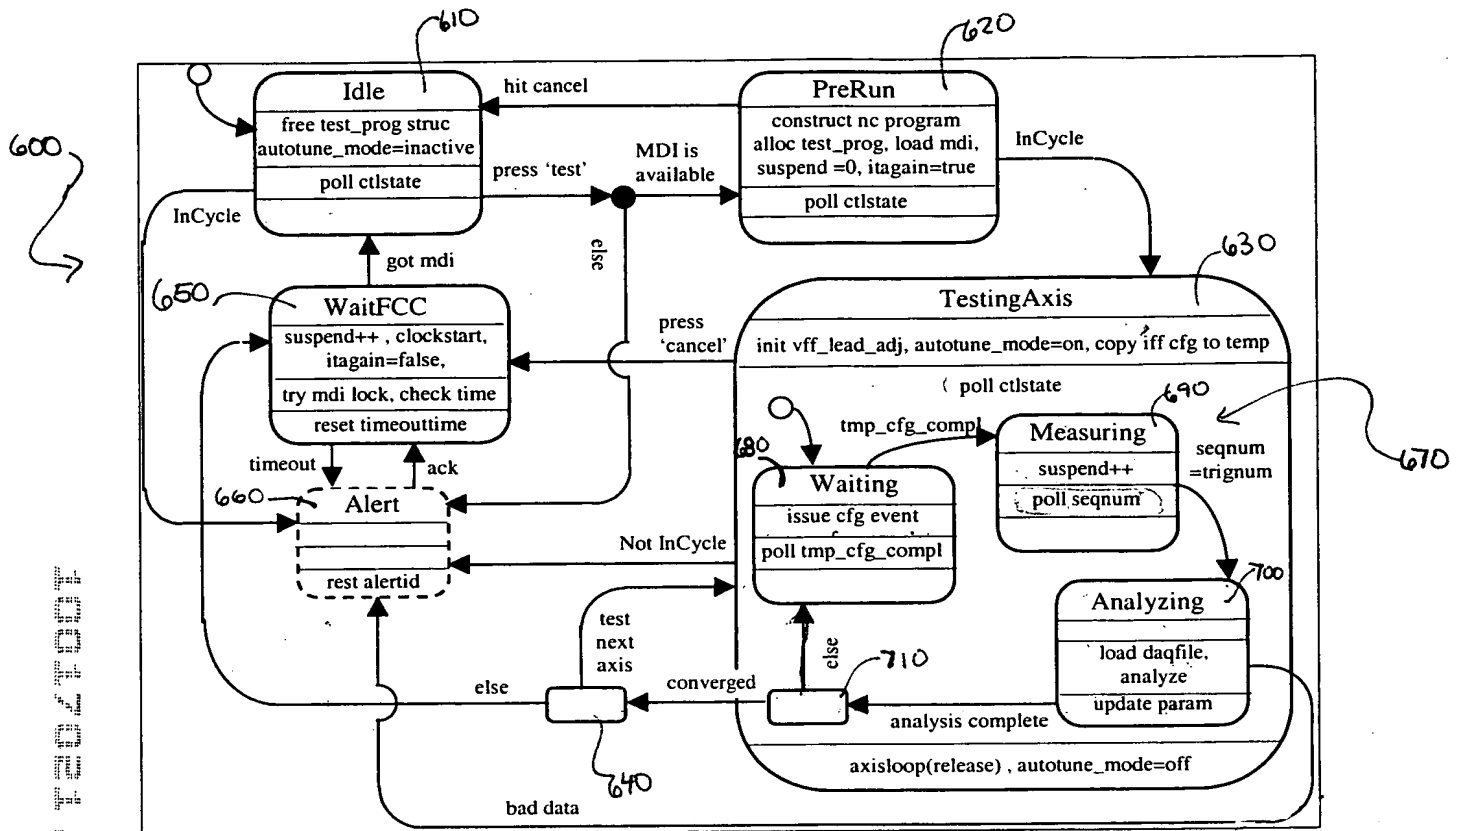 610
620
Idle
free test_prog struc
autotune_mode=inactive
poll ctlstate
hit cancel
PreRun
construct nc program
alloc test_prog, load mdi,
suspend =0, itagain=true
poll ctlstate
InCycle
600
press ‘test’
MDI is
available
InCycle
else
got mdi
630
650
WaitFCC
suspend++ , clockstart,
itagain=false,
try mdi lock, check time
reset timeouttime
press
‘cancel’
TestingAxis
init vff_lead_adj, autotune_mode=on, copy iff cfg to temp
poll ctlstate
690
tmp_cfg_compl
Measuring
suspend++
poll seqnum
seqnum
=trignum
670
680
Waiting
issue cfg event
poll tmp_cfg_compl
timeout
ack
660
Alert
rest alertid
Not InCycle
700
Analyzing
load daqfile,
analyze
update param
test
next
axis
else
710
else
converged
analysis complete
640
axisloop(release) , autotune_mode=off
bad data